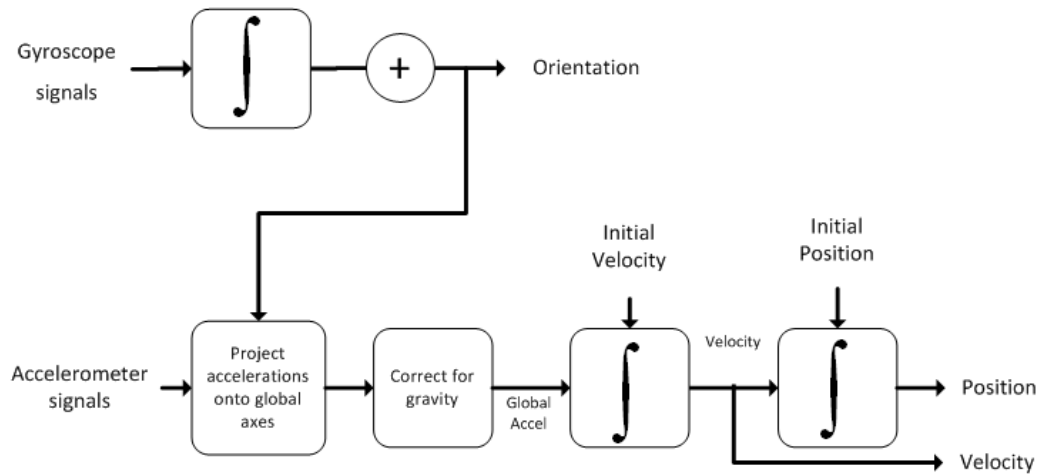 Gyroscope
signals
+
Orientation
Initial
Velocity
Initial
Position
Accelerometer
signals
Project
accelerations
onto global
axes
Correct for
gravity
Global
Accel
Velocity
Position
Velocity